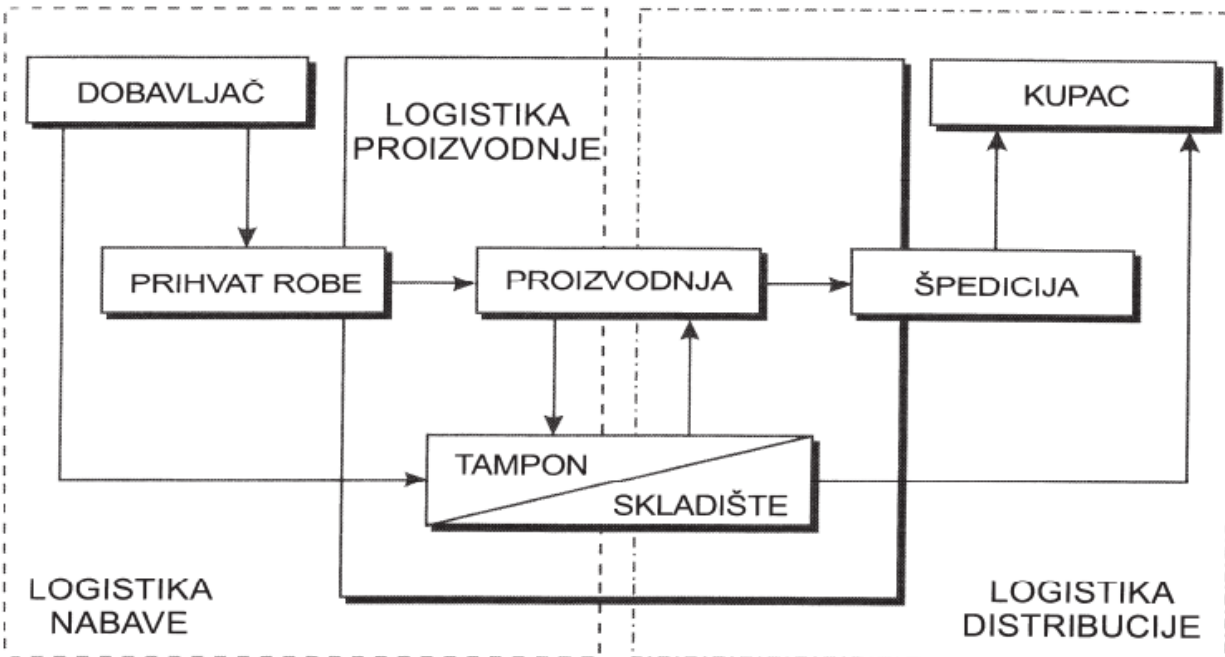 DOBAVLJAČ
LOGISTIKA
PROIZVODNJE
KUPAC
PRIHVAT ROBE
PROIZVODNJA
ŠPEDICIJA
TAMPON
SKLADIŠTE
LOGISTIKA
NABAVE
LOGISTIKA
DISTRIBUCIJE